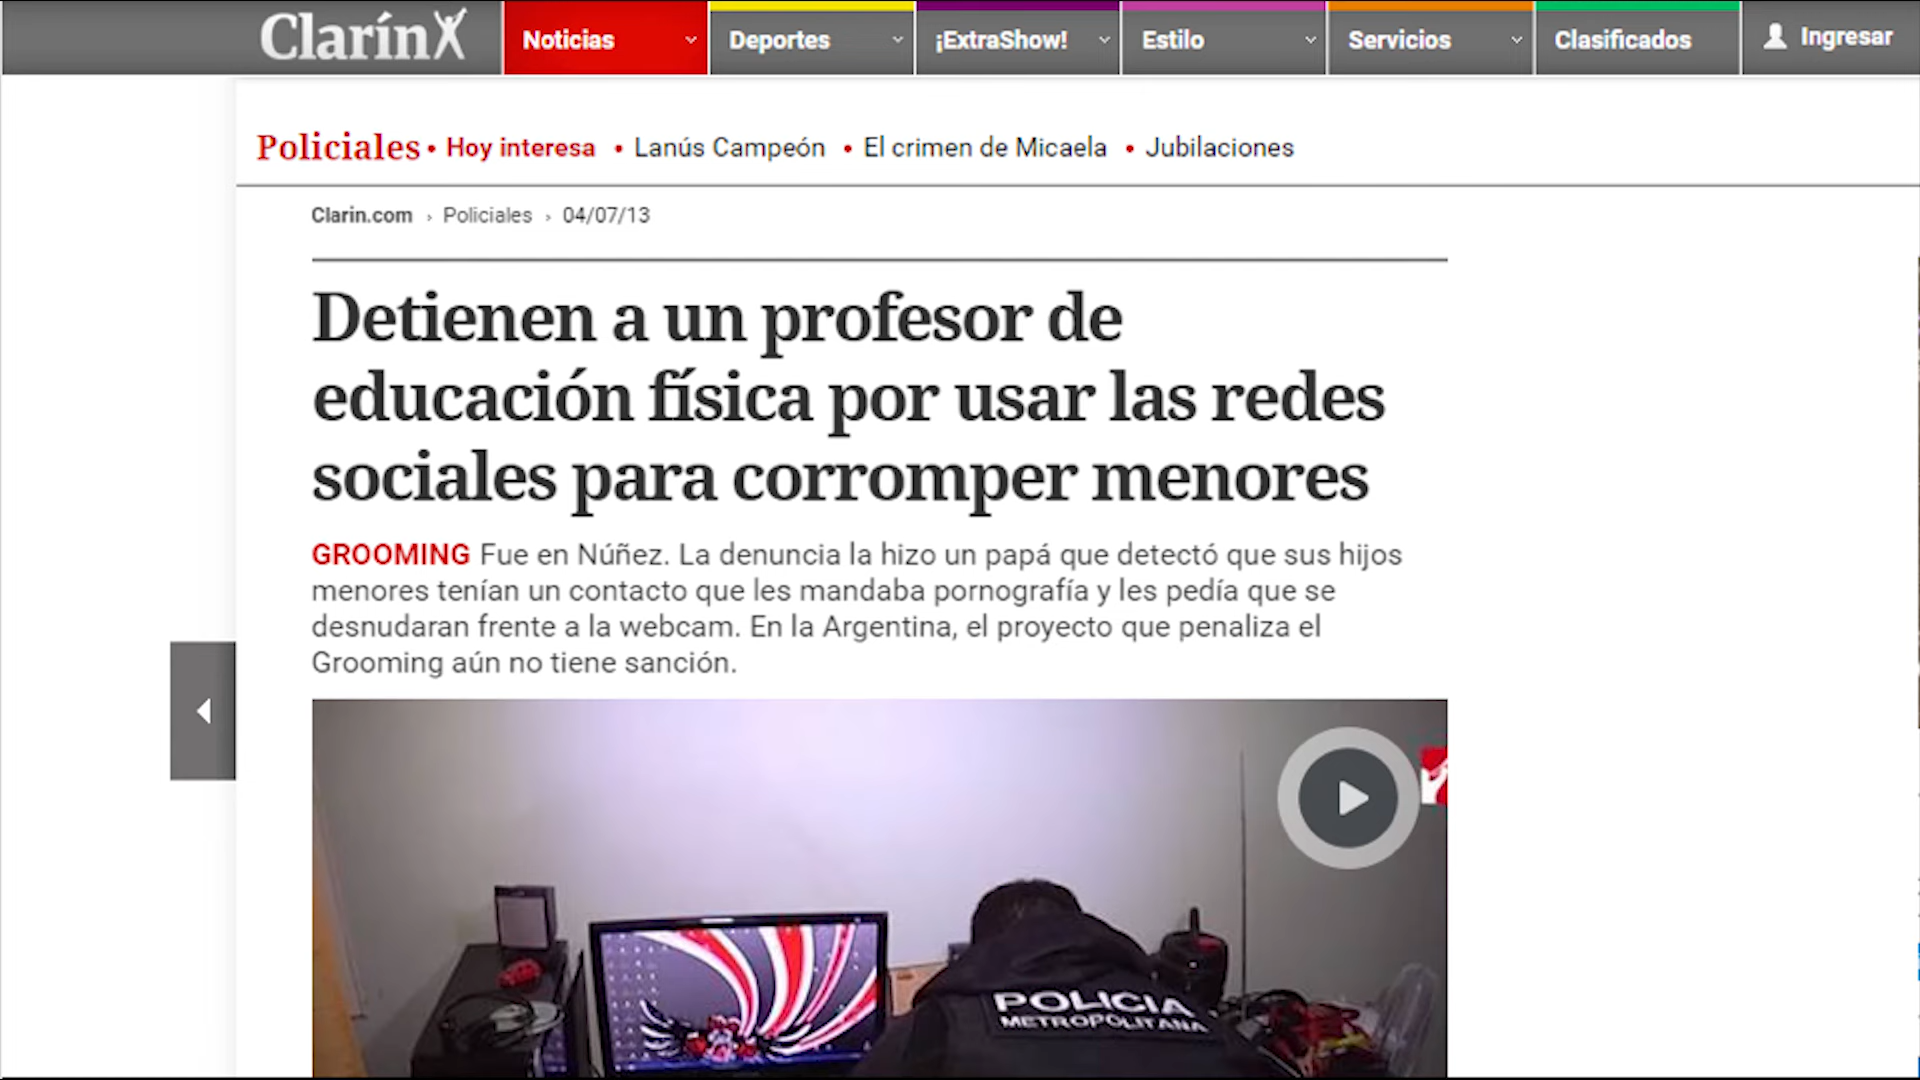 Clarín
Noticias
Deportes
¡ExtraShow!
Estilo
Servicios
Clasificados
Ingresar
Policiales • Hoy interesa • Lanús Campeón • El crimen de Micaela • Jubilaciones
Clarin.com › Policiales › 04/07/13
Detienen a un profesor de
educación física por usar las redes
sociales para corromper menores
GROOMING Fue en Núñez. La denuncia la hizo un papá que detectó que sus hijos
menores tenían un contacto que les mandaba pornografía y les pedía que se
desnudaran frente a la webcam. En la Argentina, el proyecto que penaliza el
Grooming aún no tiene sanción.
POLICIA
METROPOLITANA